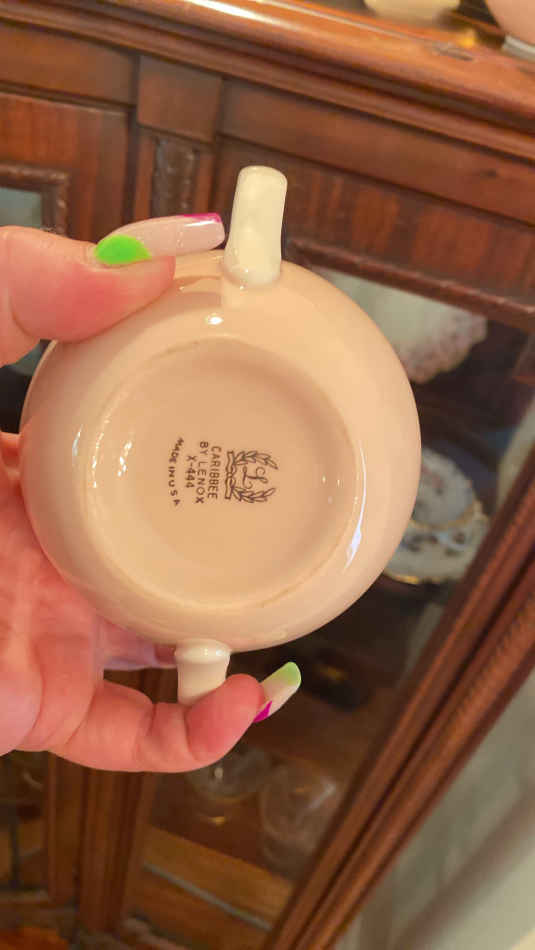 L
CARIBBEE
BY LENOX
X-444
MADE IN USA